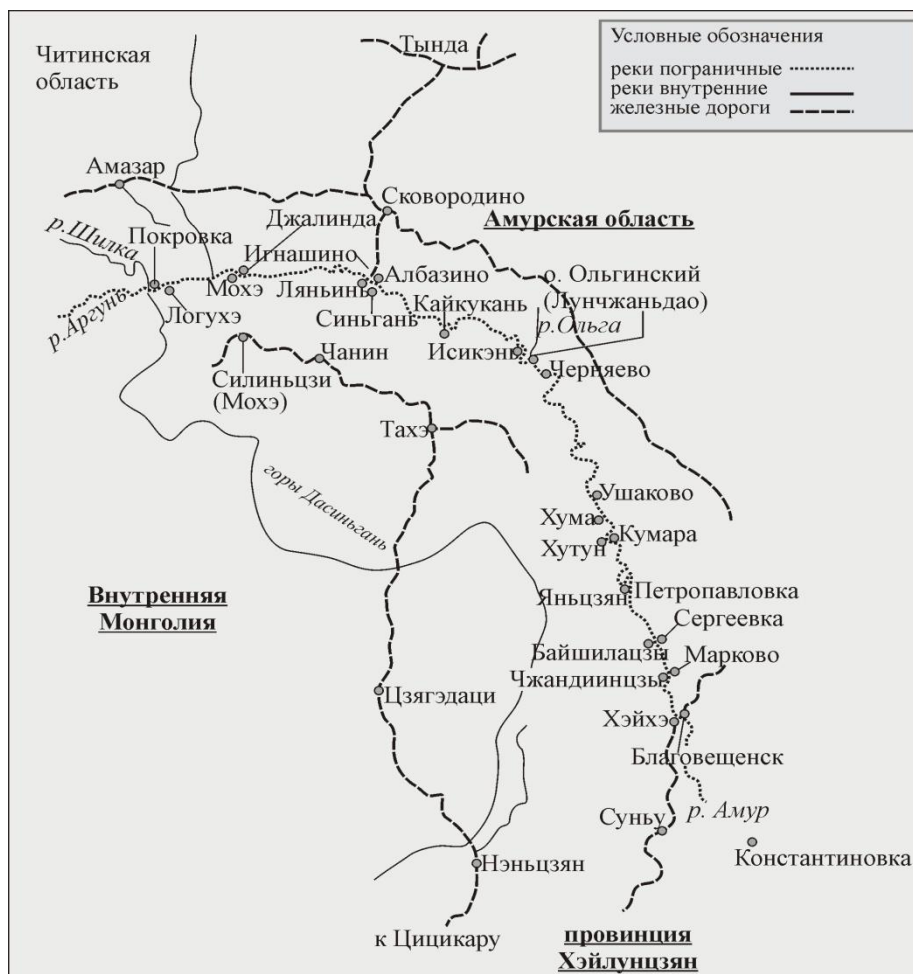 Читинская
область
Тында
Условные обозначения
реки пограничные
реки внутренние
железные дороги
Амазар
Сковородино
Джалинда
Амурская область
р.Шилка
Покровка
Игнашино
Албазино
о. Ольгинский
(Лунчжаньдао)
Мохэ
Ляньинь
Кайкукань
р.Аргунь
Логухэ
Синьгань
р.Ольга
Чанин
Исикэнь
Черняево
Силиньцзи
(Мохэ)
Тахэ
горы Дасиньгань
Ушаково
Хума
Кумара
Хутун
Внутренняя
Монголия
Яньцзян
Петропавловка
Сергеевка
Байшилацзы
Марково
Чжандиинцзы
Цзягэдаци
Хэйхэ
Благовещенск
р. Амур
Суньу
Константиновка
Нэньцзян
к Цицикару
провинция
Хэйлунцзян